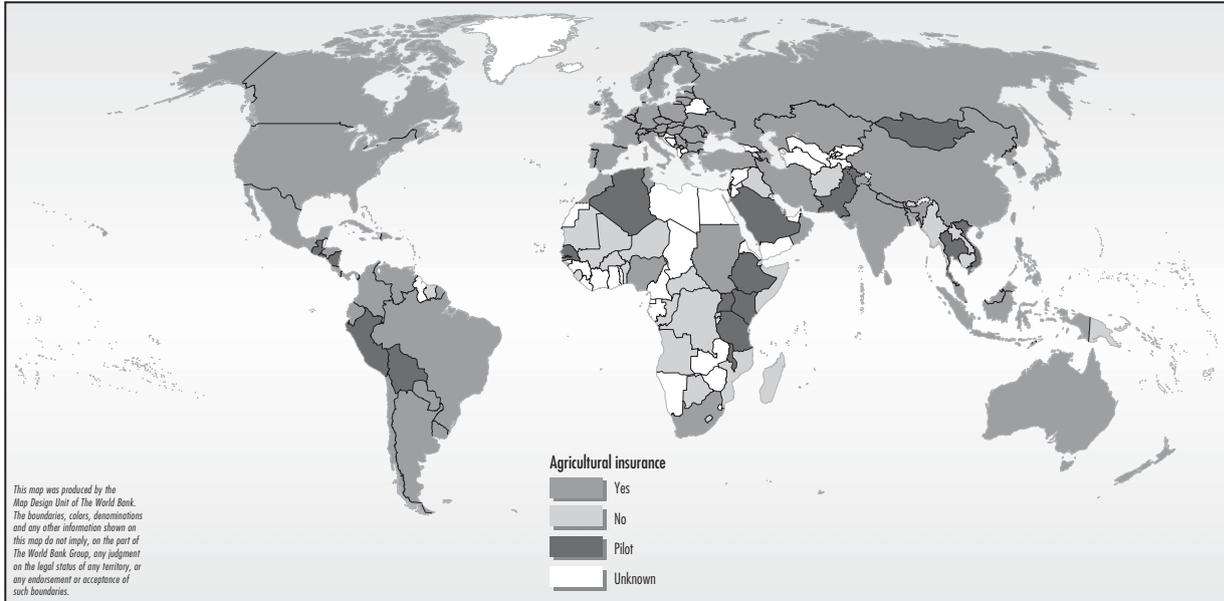 This map was produced by the
Map Design Unit of The World Bank.
The boundaries, colors, denominations
and any other information shown on
this map do not imply, on the part of
The World Bank Group, any judgment
on the legal status of any territory, or
any endorsement or acceptance of
such boundaries.
Agricultural insurance
Yes
No
Pilot
Unknown